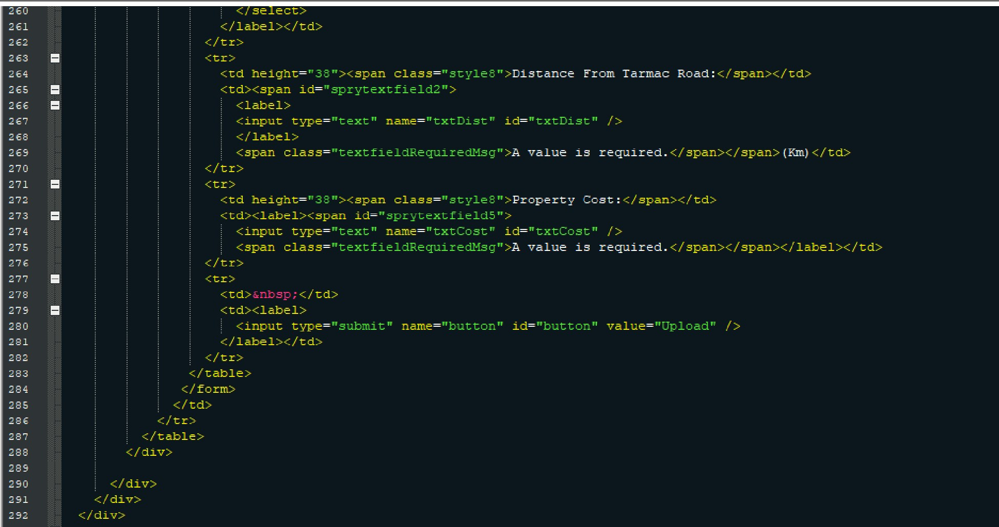 260 </select>
261 </label></td>
262 </tr>
263 <tr>
264 <td height="38"><span class="style8">Distance From Tarmac Road:</span></td>
265 <td><span id="sprytextfield2">
266 <label>
267 <input type="text" name="txtDist" id="txtDist" />
268 </label>
269 <span class="textfieldRequiredMsg">A value is required.</span></span>(Km)</td>
270 </tr>
271 <tr>
272 <td height="38"><span class="style8">Property Cost:</span></td>
273 <td><label><span id="sprytextfield5">
274 <input type="text" name="txtCost" id="txtCost" />
275 <span class="textfieldRequiredMsg">A value is required.</span></span></label></td>
276 </tr>
277 <tr>
278 <td>&nbsp;</td>
279 <td><label>
280 <input type="submit" name="button" id="button" value="Upload" />
281 </label></td>
282 </tr>
283 </table>
284 </form>
285 </td>
286 </tr>
287 </table>
288 </div>
289
290 </div>
291 </div>
292 </div>